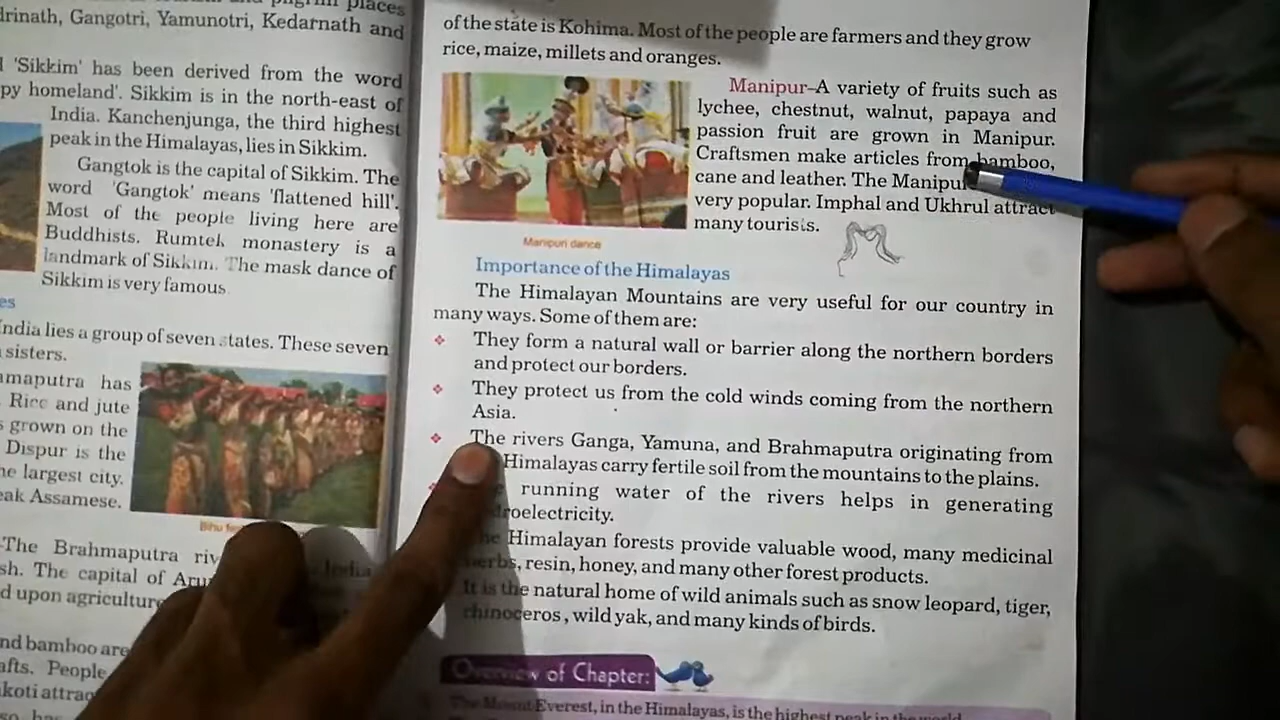 and pilgrim places
drinath, Gangotri, Yamunotri, Kedarnath and
'Sikkim' has been derived from the word
py homeland'. Sikkim is in the north-east of
India. Kanchenjunga, the third highest
peak in the Himalayas, lies in Sikkim.
Gangtok is the capital of Sikkim. The
word 'Gangtok' means 'flattened hill'.
Most of the people living here are
Buddhists. Rumtek monastery is a
landmark of Sikkim. The mask dance of
Sikkim is very famous
es
India lies a group of seven states. These seven
sisters.
amaputra has
Rice and jute
s grown on the
Dispur is the
he largest city.
eak Assamese.
Bihu
The Brahmaputra riv India
sh. The capital of Aru
d upon agriculture
nd bamboo are
afts. People
koti attrac
of the state is Kohima. Most of the people are farmers and they grow
rice, maize, millets and oranges.
Manipur–A variety of fruits such as
lychee, chestnut, walnut, papaya and
passion fruit are grown in Manipur.
Craftsmen make articles from bamboo,
cane and leather. The Manipu
very popular. Imphal and Ukhrul attract
many tourists.
Manipuri dance
Importance of the Himalayas
The Himalayan Mountains are very useful for our country in
many ways. Some of them are:
❖ They form a natural wall or barrier along the northern borders
and protect our borders.
❖ They protect us from the cold winds coming from the northern
Asia.
❖ The rivers Ganga, Yamuna, and Brahmaputra originating from
Himalayas carry fertile soil from the mountains to the plains.
running water of the rivers helps in generating
droelectricity.
Himalayan forests provide valuable wood, many medicinal
herbs, resin, honey, and many other forest products.
It is the natural home of wild animals such as snow leopard, tiger,
rhinoceros, wild yak, and many kinds of birds.
Overview of Chapter:
The Mount Everest, in the Himalayas, is the highest peak in the world